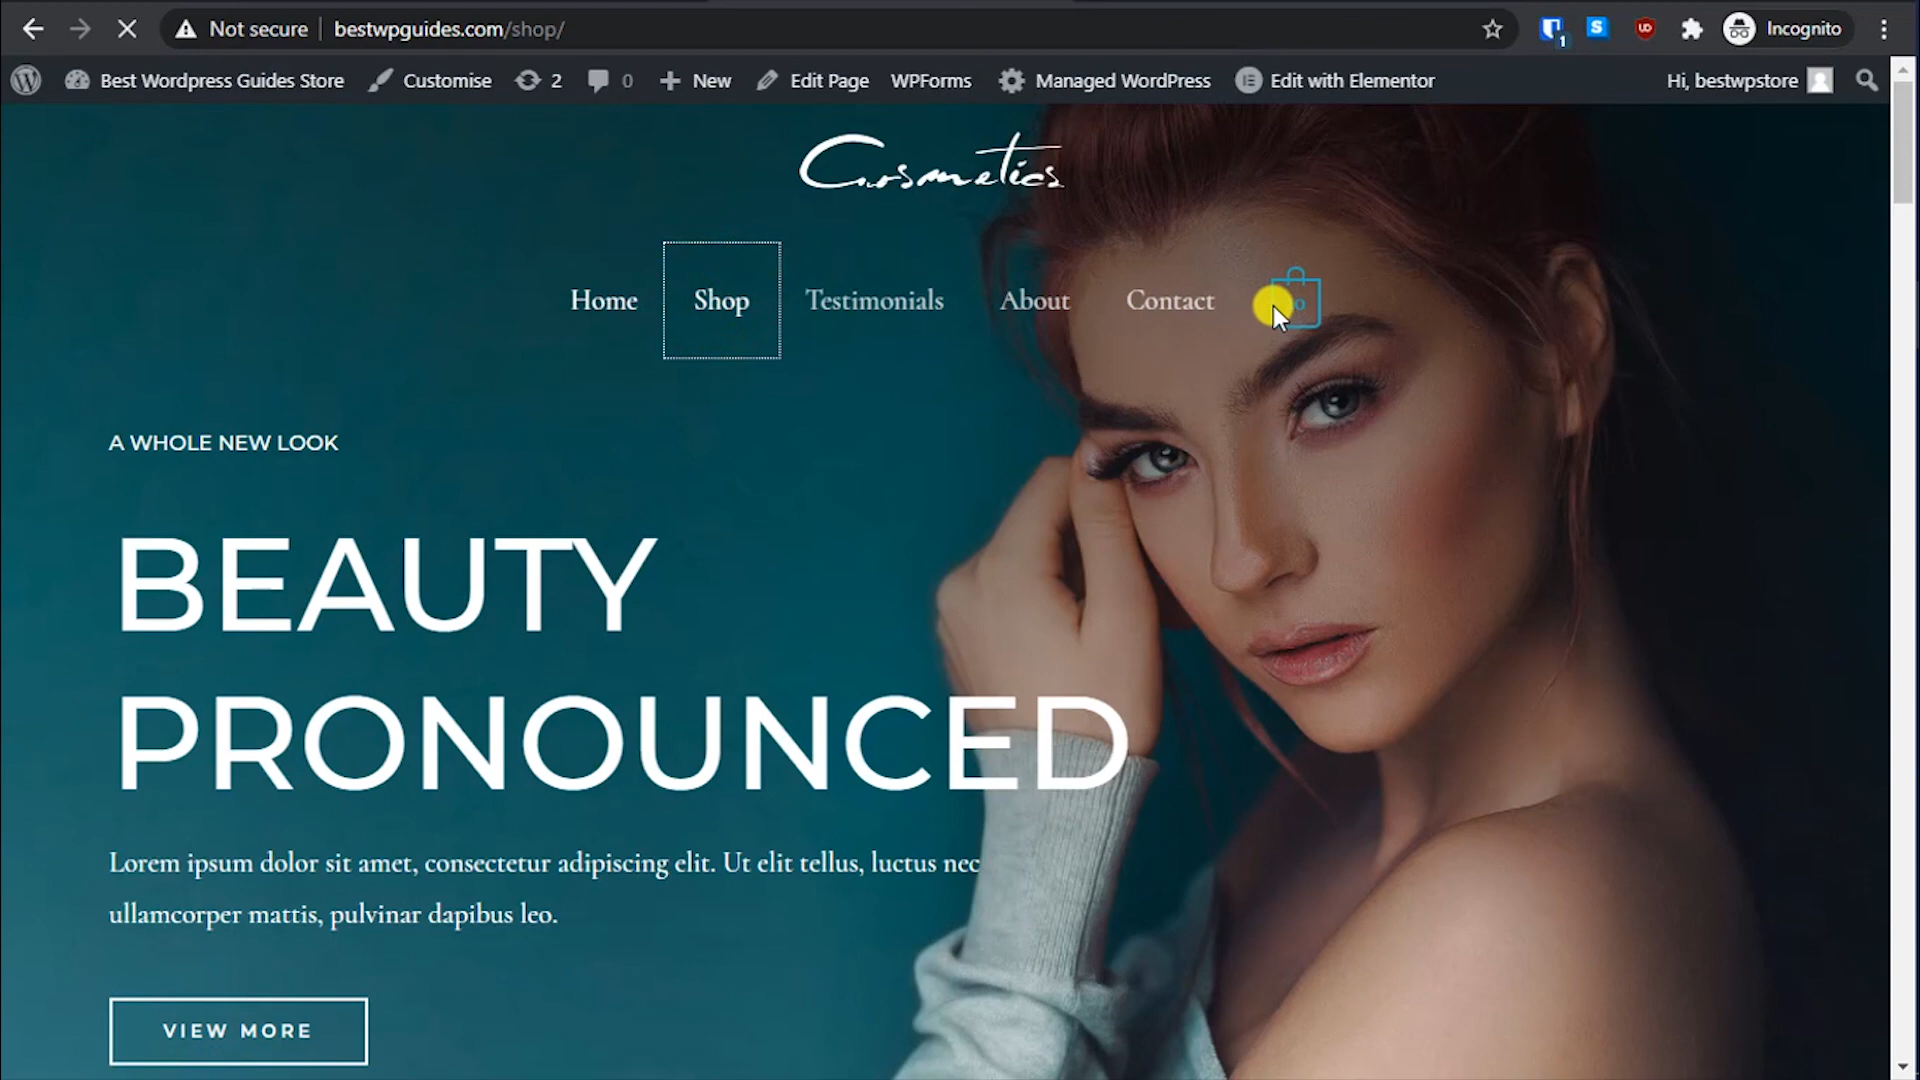 Not secure bestwpguides.com/shop/ 1 Incognito
Best Wordpress Guides Store Customise 2 0 New Edit Page WPForms Managed WordPress Edit with Elementor Hi, bestwpstore
Cosmetics
Home Shop Testimonials About Contact 0
A WHOLE NEW LOOK
BEAUTY
PRONOUNCED
Lorem ipsum dolor sit amet, consectetur adipiscing elit. Ut elit tellus, luctus nec
ullamcorper mattis, pulvinar dapibus leo.
VIEW MORE